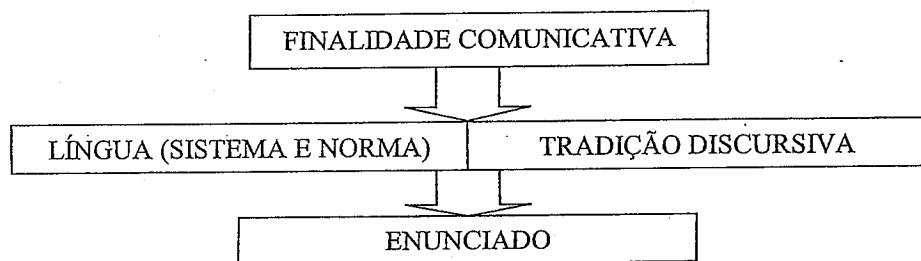 FINALIDADE COMUNICATIVA
LÍNGUA (SISTEMA E NORMA) TRADIÇÃO DISCURSIVA
ENUNCIADO